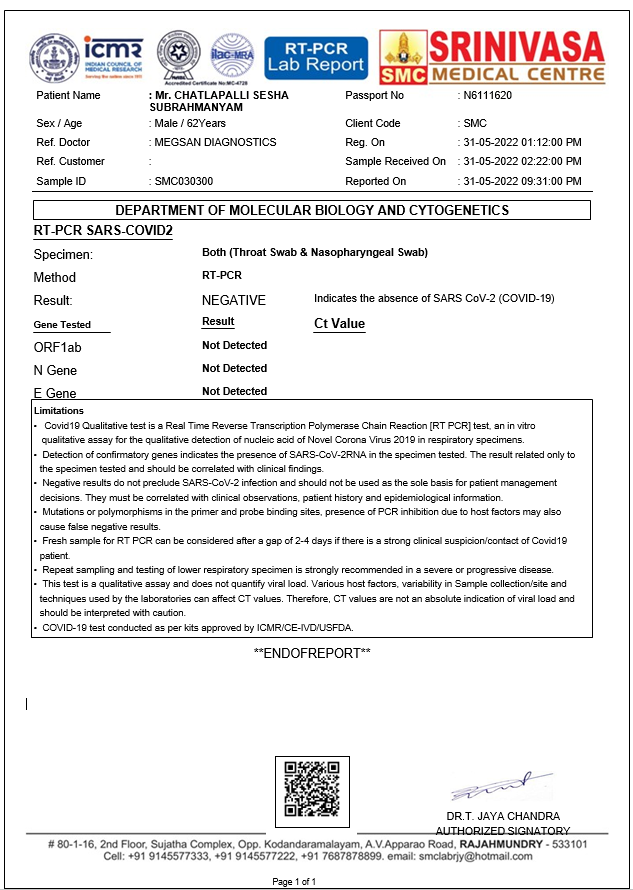 icmr
INDIAN COUNCIL OF
MEDICAL RESEARCH
Serving the nation since 1911
ilac-MRA
Accredited Certificate No:MC-4728
RT-PCR
Lab Report
SMC
SRINIVASA
MEDICAL CENTRE
Patient Name : Mr. CHATLAPALLI SESHA SUBRAHMANYAM Passport No : N6111620
Sex / Age : Male / 62Years Client Code : SMC
Ref. Doctor : MEGSAN DIAGNOSTICS Reg. On : 31-05-2022 01:12:00 PM
Ref. Customer : Sample Received On : 31-05-2022 02:22:00 PM
Sample ID : SMC030300 Reported On : 31-05-2022 09:31:00 PM
DEPARTMENT OF MOLECULAR BIOLOGY AND CYTOGENETICS
RT-PCR SARS-COVID2
Specimen: Both (Throat Swab & Nasopharyngeal Swab)
Method RT-PCR
Result: NEGATIVE Indicates the absence of SARS CoV-2 (COVID-19)
Gene Tested Result Ct Value
ORF1ab Not Detected
N Gene Not Detected
E Gene Not Detected
Limitations
• Covid19 Qualitative test is a Real Time Reverse Transcription Polymerase Chain Reaction [RT PCR] test, an in vitro
qualitative assay for the qualitative detection of nucleic acid of Novel Corona Virus 2019 in respiratory specimens.
• Detection of confirmatory genes indicates the presence of SARS-CoV-2RNA in the specimen tested. The result related only to
the specimen tested and should be correlated with clinical findings.
• Negative results do not preclude SARS-CoV-2 infection and should not be used as the sole basis for patient management
decisions. They must be correlated with clinical observations, patient history and epidemiological information.
• Mutations or polymorphisms in the primer and probe binding sites, presence of PCR inhibition due to host factors may also
cause false negative results.
• Fresh sample for RT PCR can be considered after a gap of 2-4 days if there is a strong clinical suspicion/contact of Covid19
patient.
• Repeat sampling and testing of lower respiratory specimen is strongly recommended in a severe or progressive disease.
• This test is a qualitative assay and does not quantify viral load. Various host factors, variability in Sample collection/site and
techniques used by the laboratories can affect CT values. Therefore, CT values are not an absolute indication of viral load and
should be interpreted with caution.
• COVID-19 test conducted as per kits approved by ICMR/CE-IVD/USFDA.
**ENDOFREPORT**
DR.T. JAYA CHANDRA
AUTHORIZED SIGNATORY
# 80-1-16, 2nd Floor, Sujatha Complex, Opp. Kodandaramalayam, A.V.Apparao Road, RAJAHMUNDRY - 533101
Cell: +91 9145577333, +91 9145577222, +91 7687878899. email: smclabrjy@hotmail.com
Page 1 of 1